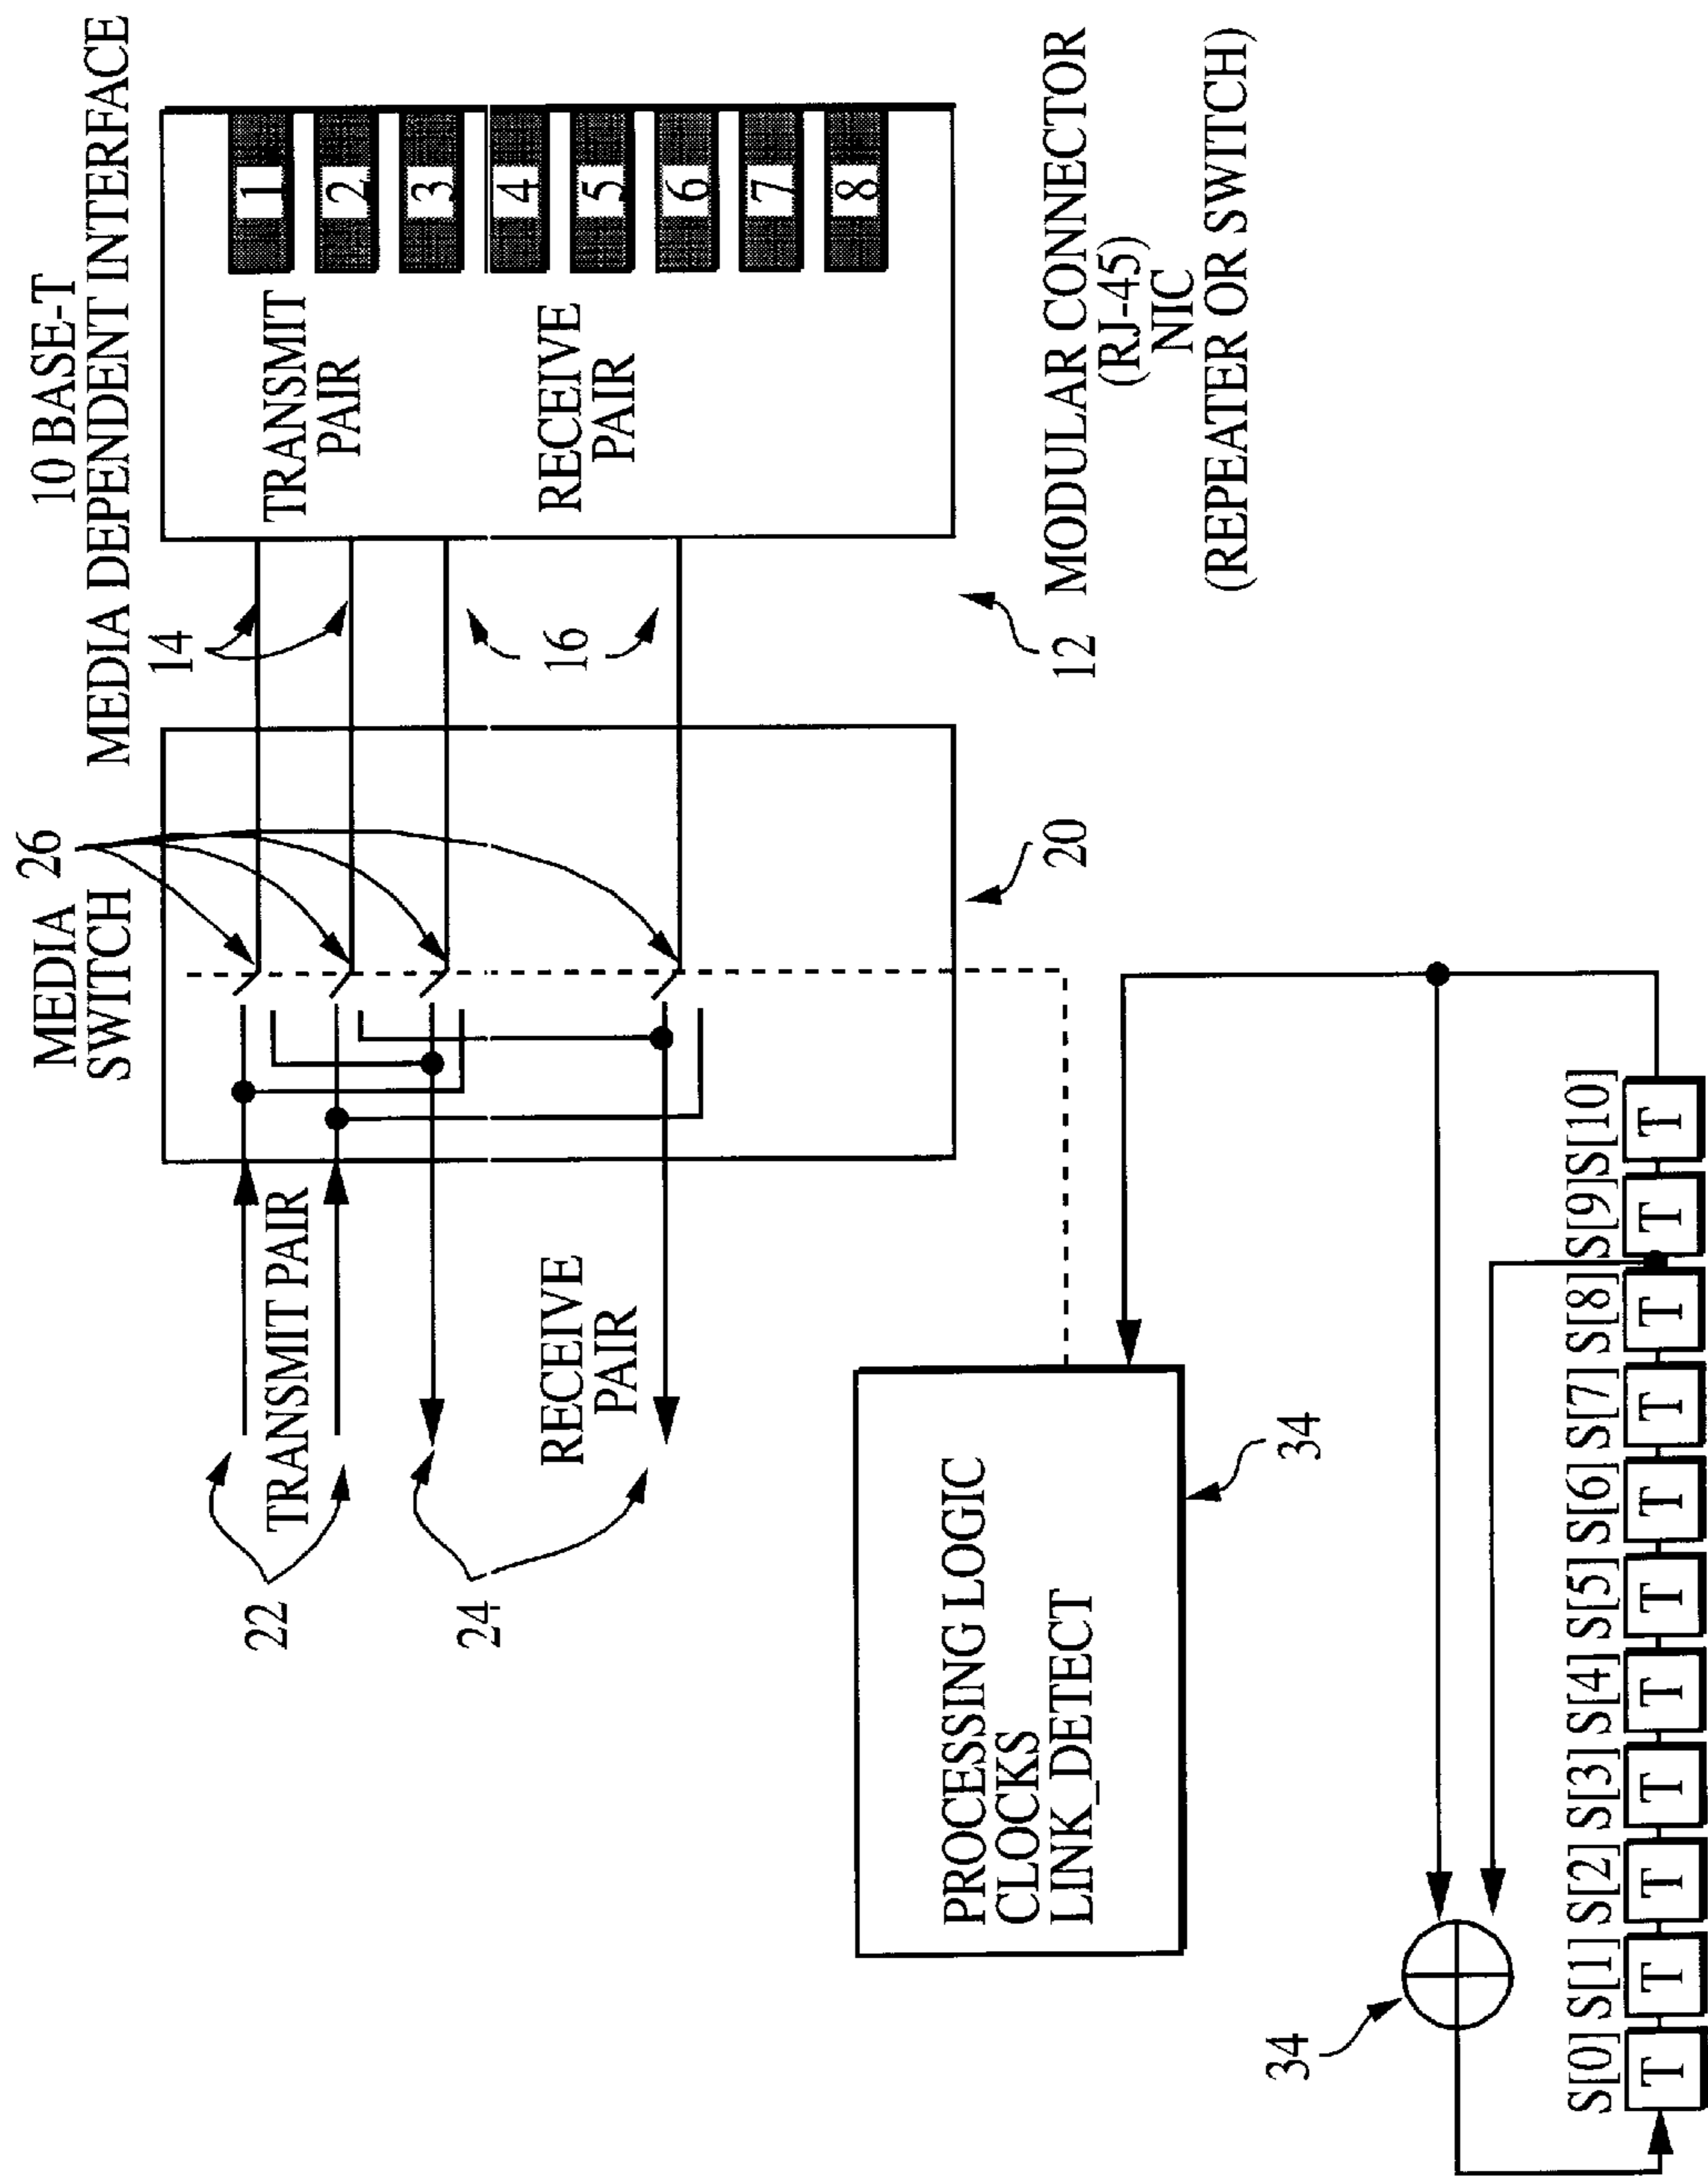 10 BASE-T
MEDIA DEPENDENT INTERFACE
MEDIA
SWITCH
26
14
22
TRANSMIT PAIR
TRANSMIT
PAIR
1
2
3
4
5
6
7
8
24
RECEIVE
PAIR
16
RECEIVE
PAIR
20
12
MODULAR CONNECTOR
(RJ-45)
NIC
(REPEATER OR SWITCH)
PROCESSING LOGIC
CLOCKS
LINK_DETECT
34
34
S[0] S[1] S[2] S[3] S[4] S[5] S[6] S[7] S[8] S[9] S[10]
T T T T T T T T T T T